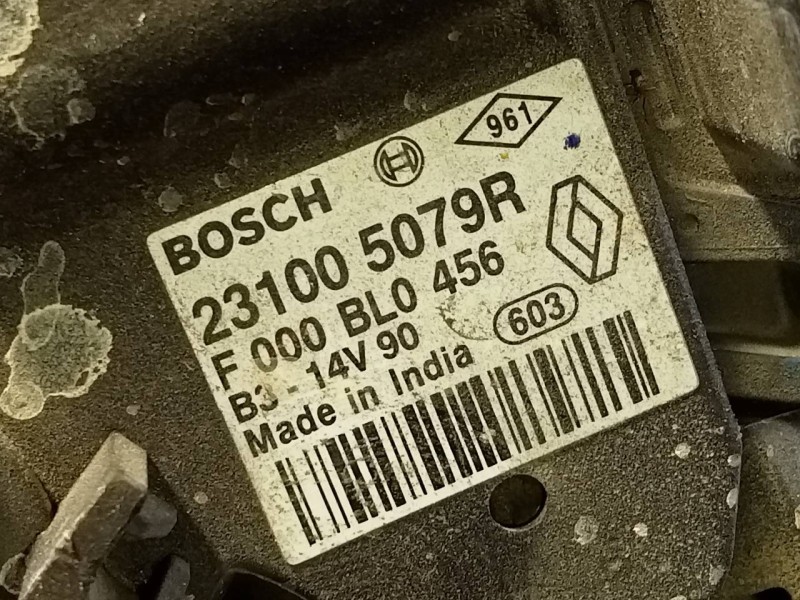 961
BOSCH
23100 5079R
F 000 BL0 456
B3 - 14V 90
603
Made in India